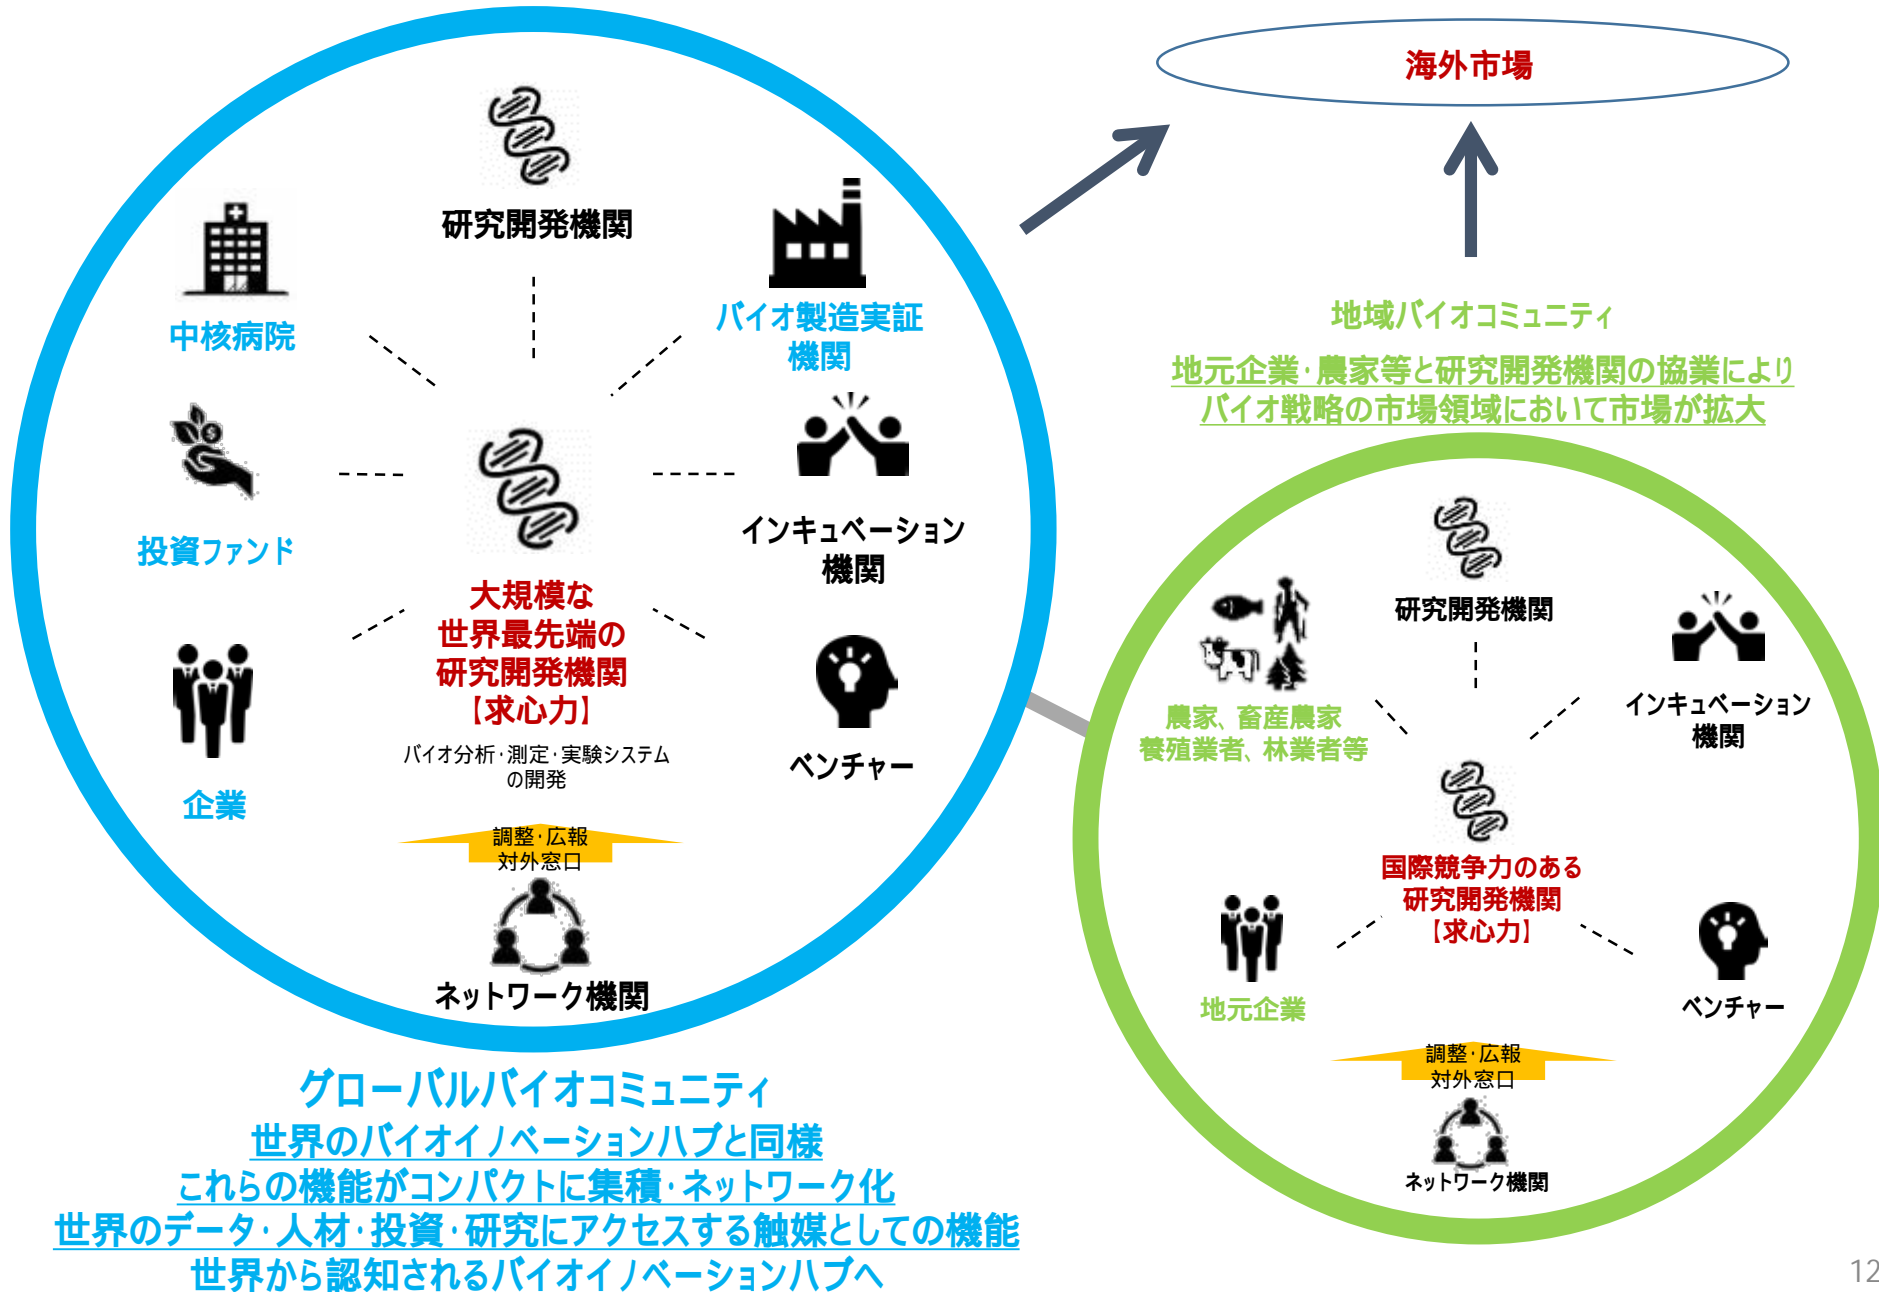 海外市場
研究開発機関
中核病院
バイオ製造実証
機関
投資ファンド
インキュベーション
機関
大規模な
世界最先端の
研究開発機関
【求心力】
バイオ分析・測定・実験システム
の開発
企業
ベンチャー
調整・広報
対外窓口
ネットワーク機関
グローバルバイオコミュニティ
世界のバイオイノベーションハブと同様
これらの機能がコンパクトに集積・ネットワーク化
世界のデータ・人材・投資・研究にアクセスする触媒としての機能
世界から認知されるバイオイノベーションハブへ
地域バイオコミュニティ
地元企業・農家等と研究開発機関の協業により
バイオ戦略の市場領域において市場が拡大
研究開発機関
農家、畜産農家
養殖業者、林業者等
インキュベーション
機関
国際競争力のある
研究開発機関
【求心力】
地元企業
ベンチャー
調整・広報
対外窓口
ネットワーク機関
12